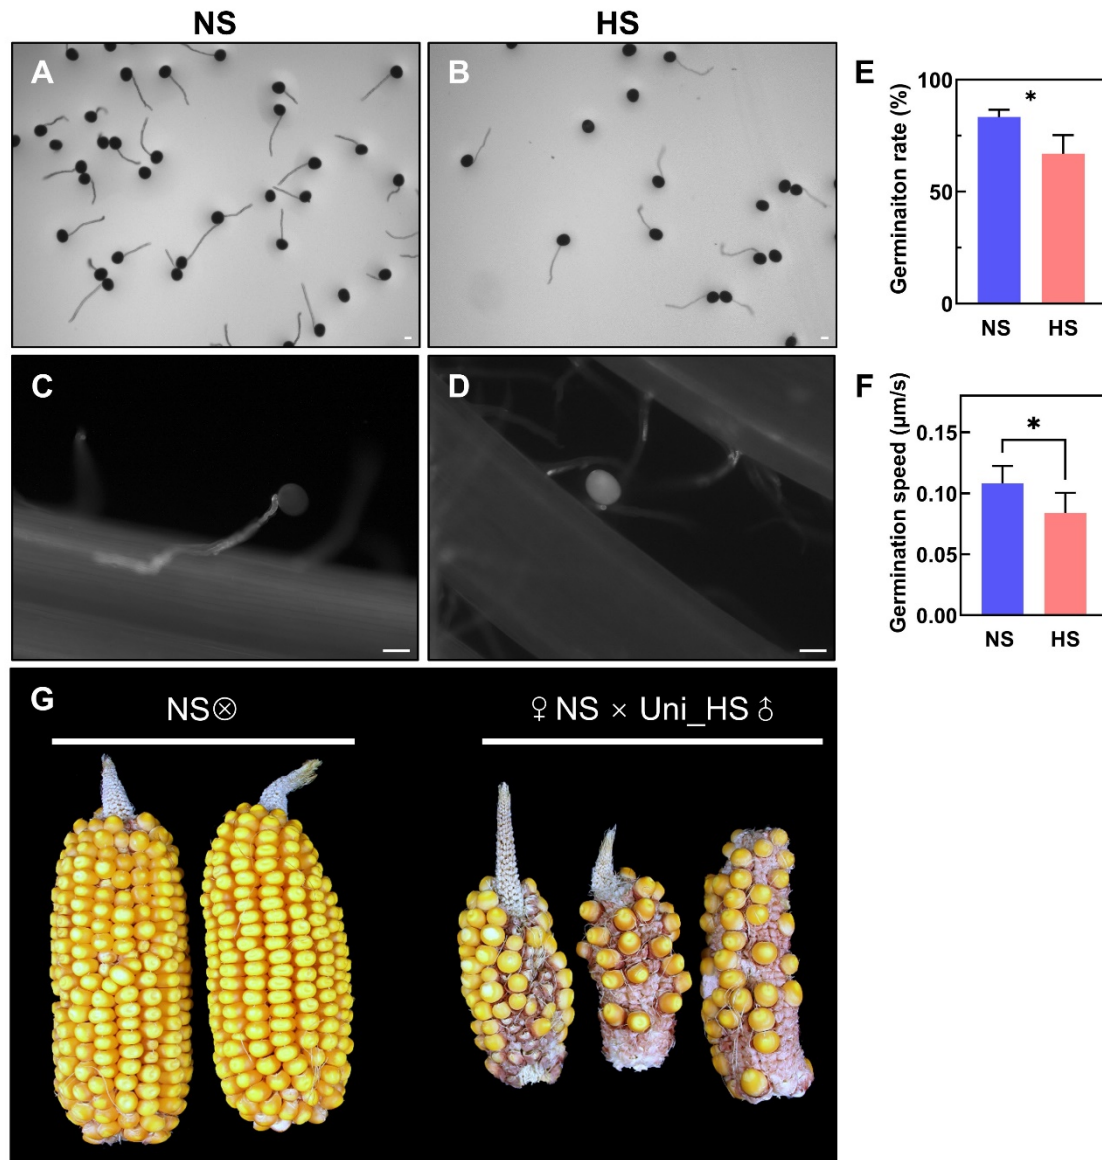 NS
HS
A
B
C
D
E
100
50
0
Germinaiton rate (%)
*
NS
HS
F
0.15
0.10
0.05
0.00
Germination speed (μm/s)
*
NS
HS
G
NS⊗
♀ NS × Uni_HS ♂